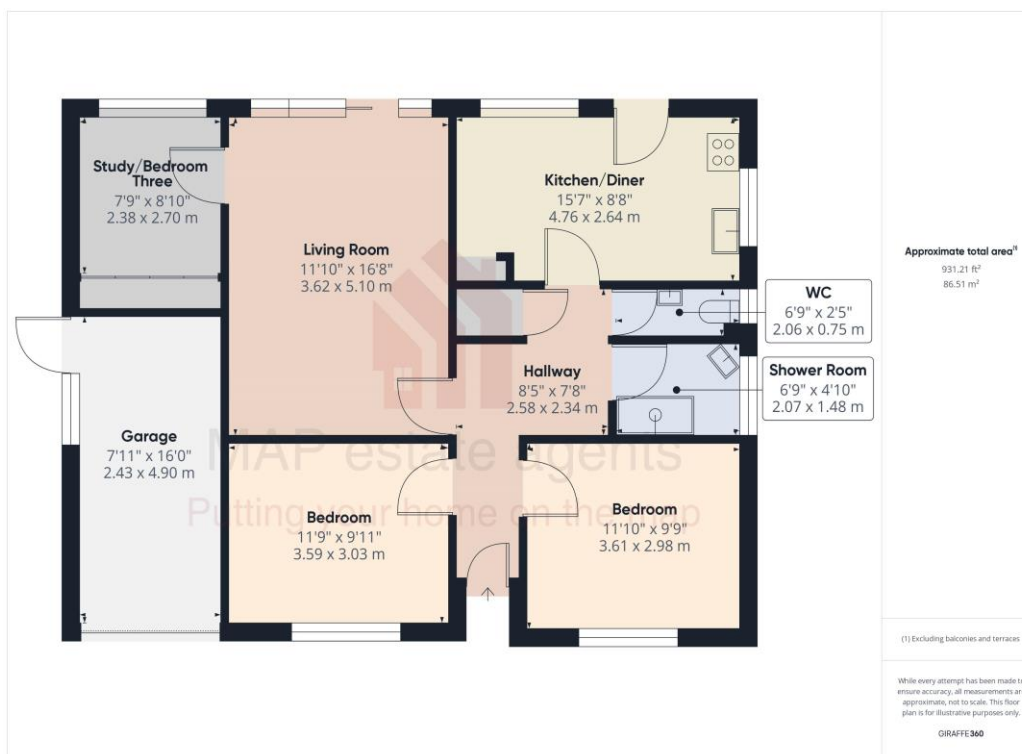 Study/Bedroom
Three
7'9" x 8'10"
2.38 x 2.70 m
Living Room
11'10" x 16'8"
3.62 x 5.10 m
Kitchen/Diner
15'7" x 8'8"
4.76 x 2.64 m
WC
6'9" x 2'5"
2.06 x 0.75 m
Hallway
8'5" x 7'8"
2.58 x 2.34 m
Shower Room
6'9" x 4'10"
2.07 x 1.48 m
Garage
7'11" x 16'0"
2.43 x 4.90 m
MAP estate agents
Putting your home on the map
Bedroom
11'9" x 9'11"
3.59 x 3.03 m
Bedroom
11'10" x 9'9"
3.61 x 2.98 m
Approximate total area⁽¹⁾
931.21 ft²
86.51 m²
(1) Excluding balconies and terraces
While every attempt has been made to
ensure accuracy, all measurements are
approximate, not to scale. This floor
plan is for illustrative purposes only.
GIRAFFE360